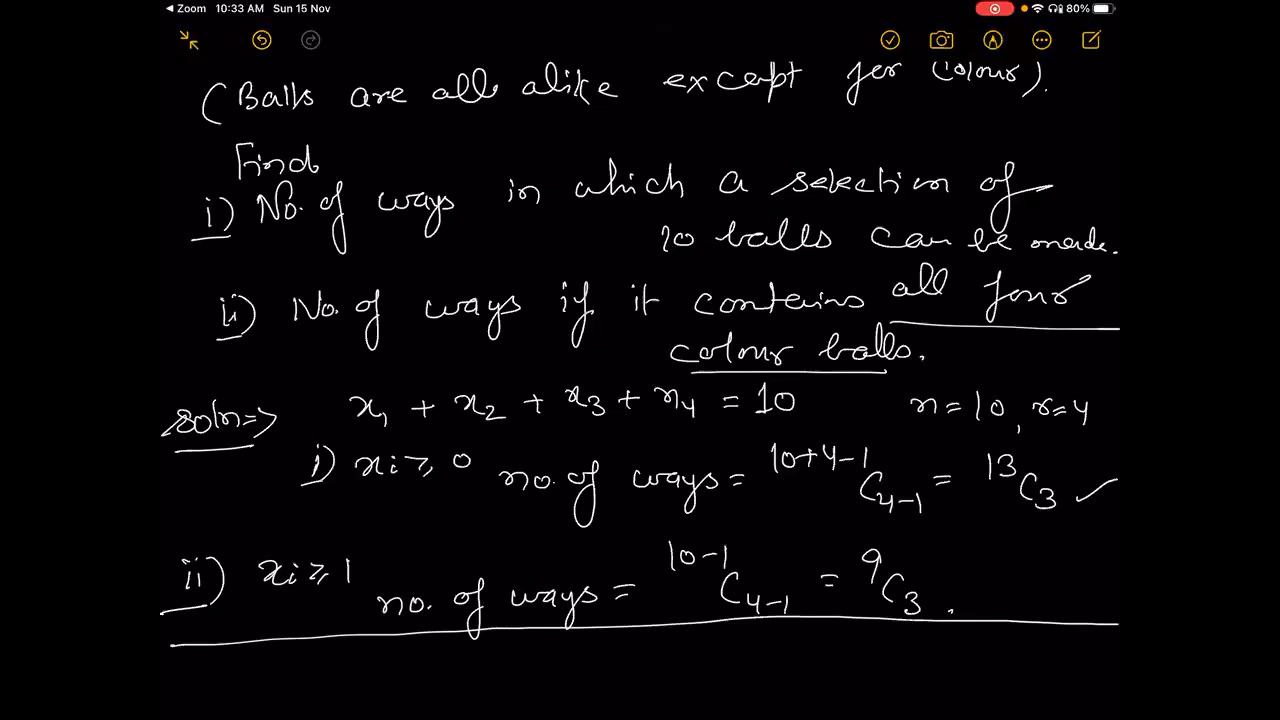 Zoom 10:33 AM Sun 15 Nov 80%
(Balls are all alike except for colour).
Find
i) No. of ways in which a selection of
10 balls can be made.
ii) No. of ways if it contains all four
colour balls.
soln=> x₁ + x₂ + x₃ + x₄ = 10 n=10, r=4
i) xi ≥ 0 no. of ways = ¹⁰⁺⁴⁻¹C₄₋₁ = ¹³C₃ ✓
ii) xi ≥ 1 no. of ways = ¹⁰⁻¹C₄₋₁ = ⁹C₃.